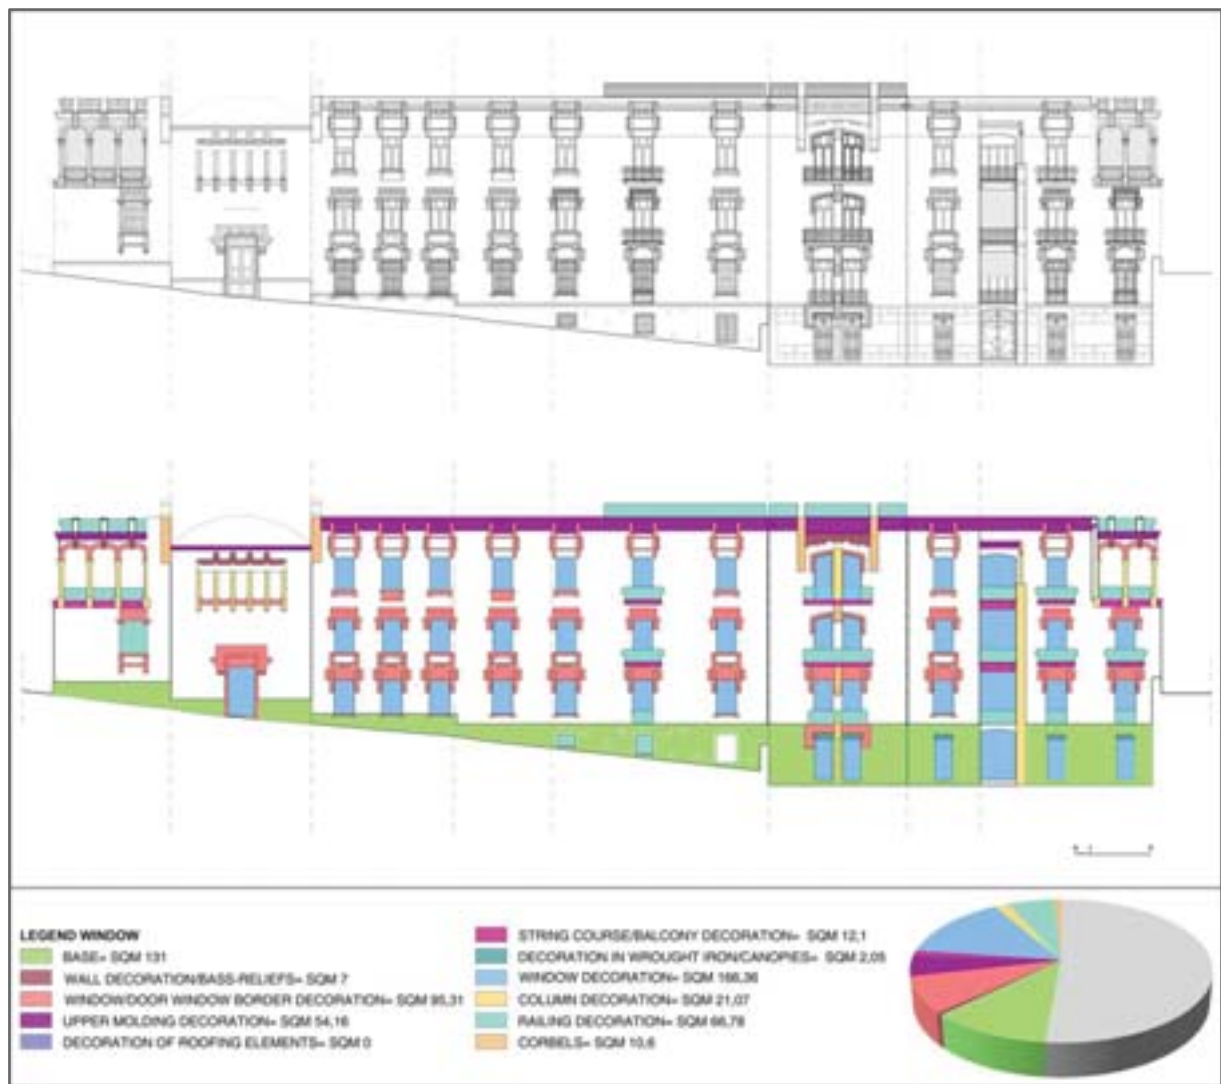 LEGEND WINDOW
BASE= SQM 131
WALL DECORATION/BASS-RELIEFS= SQM 7
WINDOW/DOOR WINDOW BORDER DECORATION= SQM 95,31
UPPER MOLDING DECORATION= SQM 54,16
DECORATION OF ROOFING ELEMENTS= SQM 0
STRING COURSE/BALCONY DECORATION= SQM 12,1
DECORATION IN WROUGHT IRON/CANOPIES= SQM 2,05
WINDOW DECORATION= SQM 166,36
COLUMN DECORATION= SQM 21,07
RAILING DECORATION= SQM 66,78
CORBELS= SQM 10,6